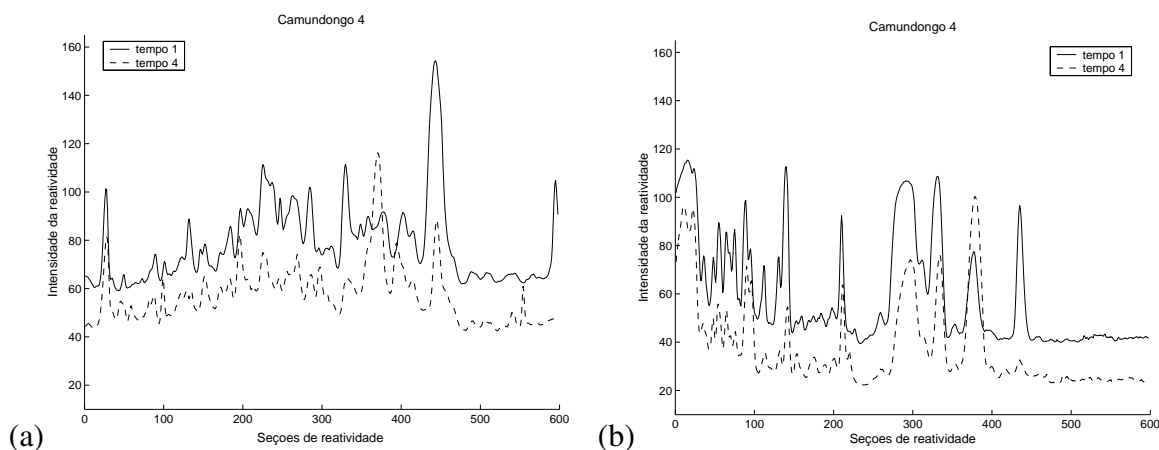 Camundongo 4
tempo 1
tempo 4
Intensidade da reatividade
160
140
120
100
80
60
40
20
0 100 200 300 400 500 600
Seçoes de reatividade
(a)
Camundongo 4
tempo 1
tempo 4
Intensidade da reatividade
160
140
120
100
80
60
40
20
0 100 200 300 400 500 600
Seçoes de reatividade
(b)